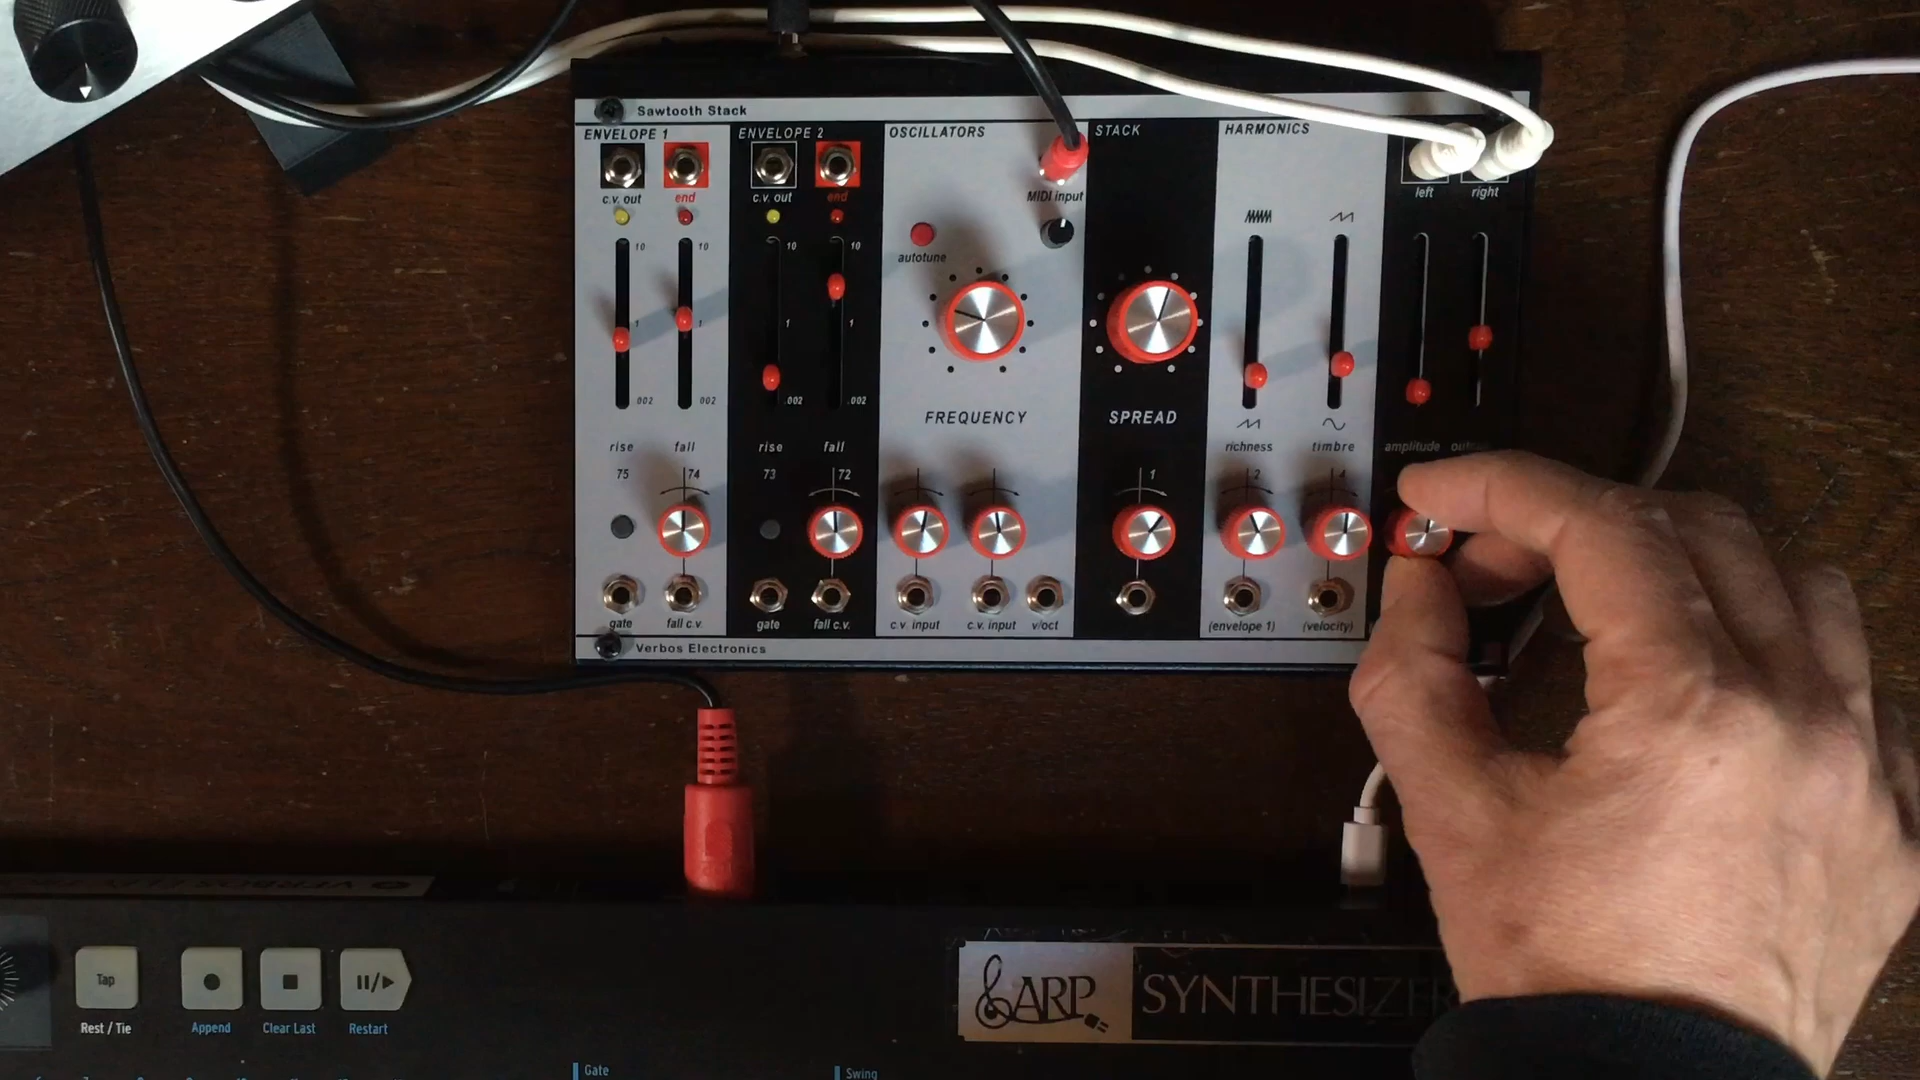 Sawtooth Stack
ENVELOPE 1
ENVELOPE 2
OSCILLATORS
STACK
HARMONICS
c.v. out
end
c.v. out
end
MIDI input
left
right
autotune
10
10
10
10
1
1
1
1
.002
.002
.002
.002
FREQUENCY
SPREAD
rise
fall
rise
fall
richness
timbre
amplitude
75
74
73
72
1
2
4
gate
fall c.v.
gate
fall c.v.
c.v. input
c.v. input
v/oct
(envelope 1)
(velocity)
Verbos Electronics
Tap
Rest / Tie
Append
Clear Last
Restart
ARP
SYNTHESIZER
Gate
Swing